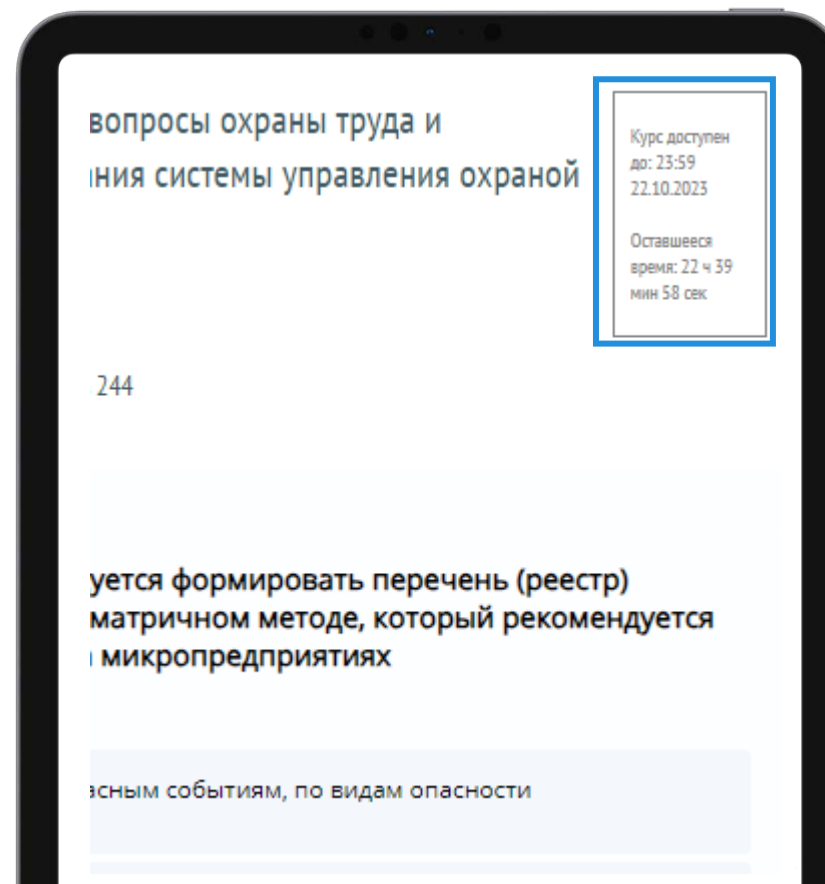 вопросы охраны труда и
ния системы управления охраной
Курс доступен
до: 23:59
22.10.2023
Оставшееся
время: 22 ч 39
мин 58 сек
244
уется формировать перечень (реестр)
матричном методе, который рекомендуется
микропредприятиях
асным событиям, по видам опасности